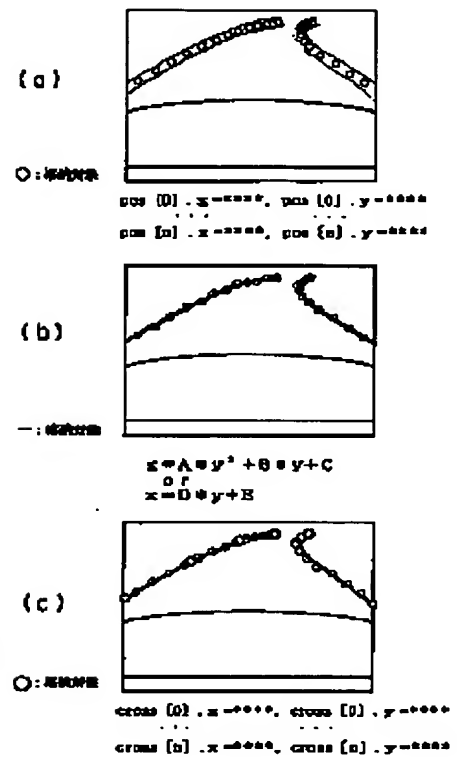 (a)
○:
pos [0] . x=****, pos [0] . y=****
... ...
pos [n] . x=****, pos [n] . y=****
(b)
—:
x=A*y²+B*y+C
or
x=D*y+E
(c)
○:
cross [0] . x=****, cross [0] . y=****
... ...
cross [n] . x=****, cross [n] . y=****